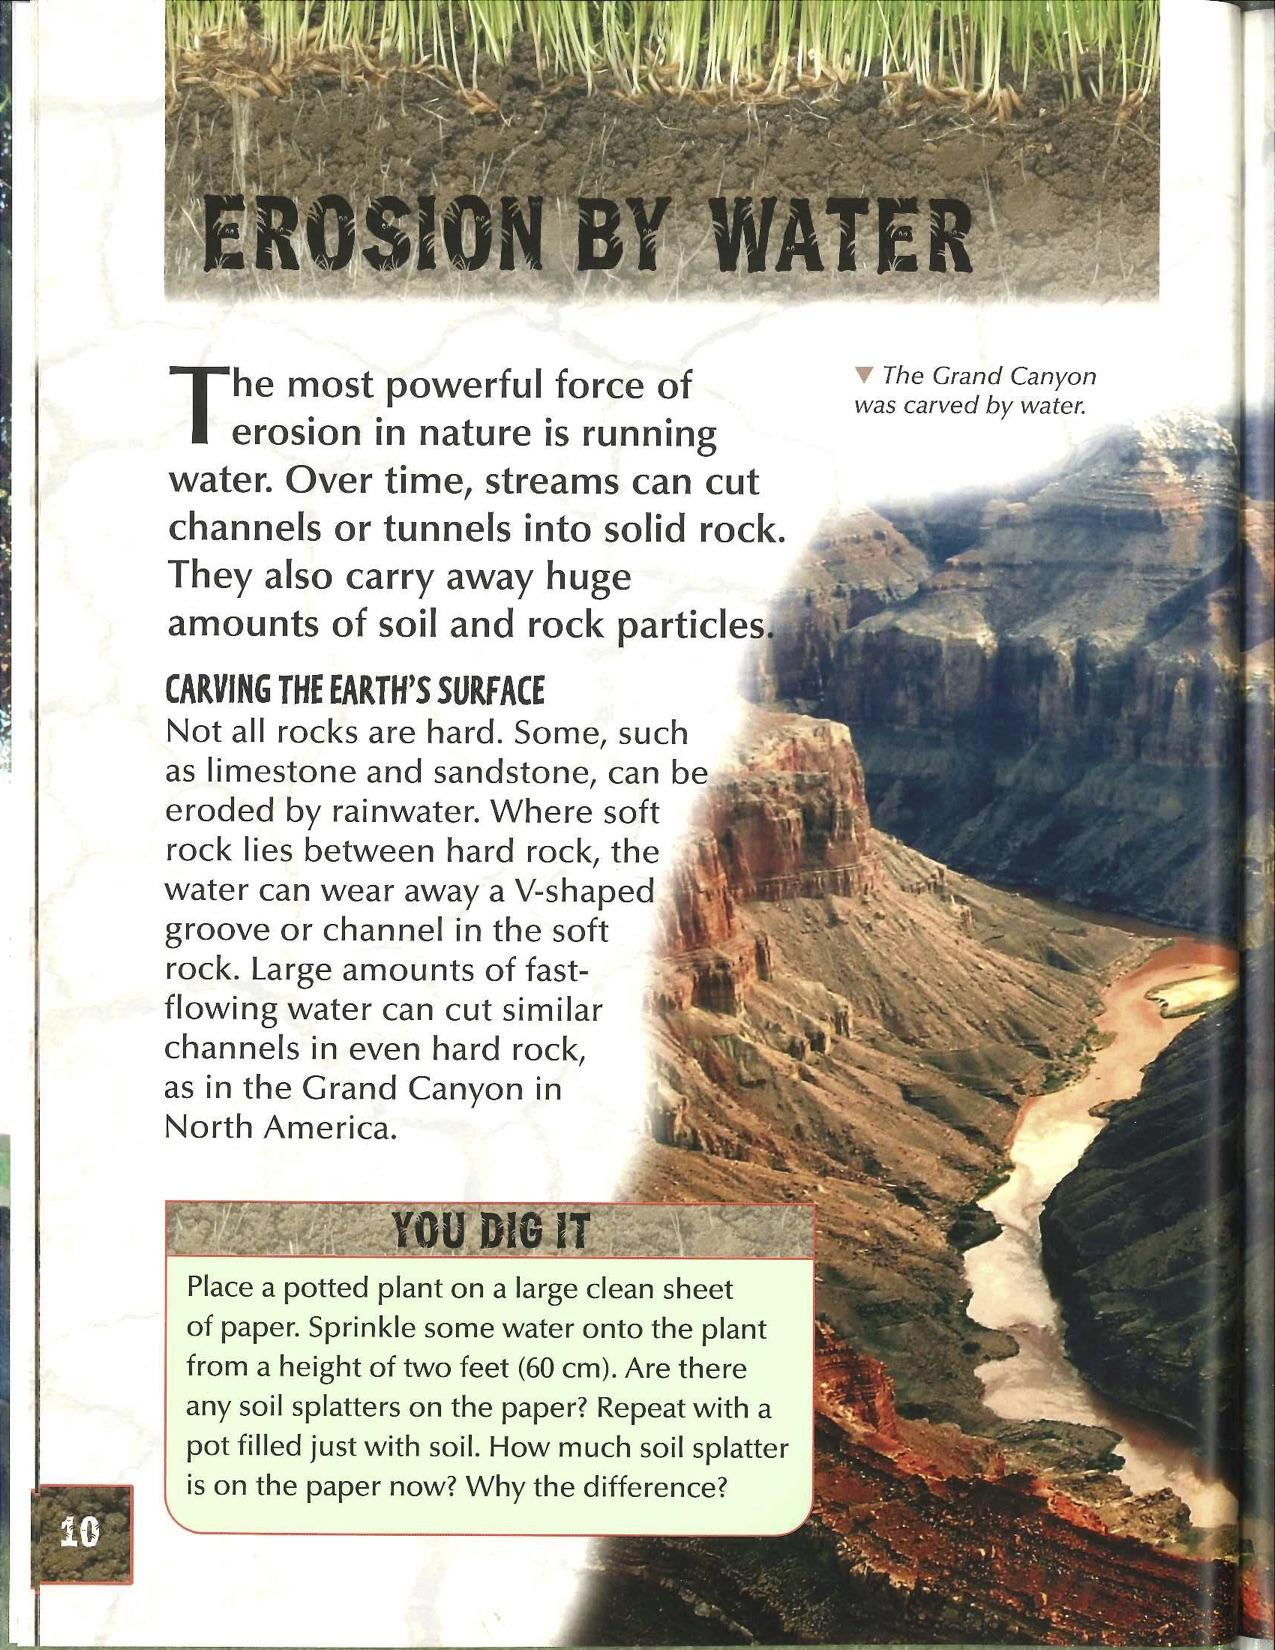 EROSION BY WATER
The most powerful force of
erosion in nature is running
water. Over time, streams can cut
channels or tunnels into solid rock.
They also carry away huge
amounts of soil and rock particles.
▼ The Grand Canyon
was carved by water.
CARVING THE EARTH'S SURFACE
Not all rocks are hard. Some, such
as limestone and sandstone, can be
eroded by rainwater. Where soft
rock lies between hard rock, the
water can wear away a V-shaped
groove or channel in the soft
rock. Large amounts of fast-
flowing water can cut similar
channels in even hard rock,
as in the Grand Canyon in
North America.
YOU DIG IT
Place a potted plant on a large clean sheet
of paper. Sprinkle some water onto the plant
from a height of two feet (60 cm). Are there
any soil splatters on the paper? Repeat with a
pot filled just with soil. How much soil splatter
is on the paper now? Why the difference?
10